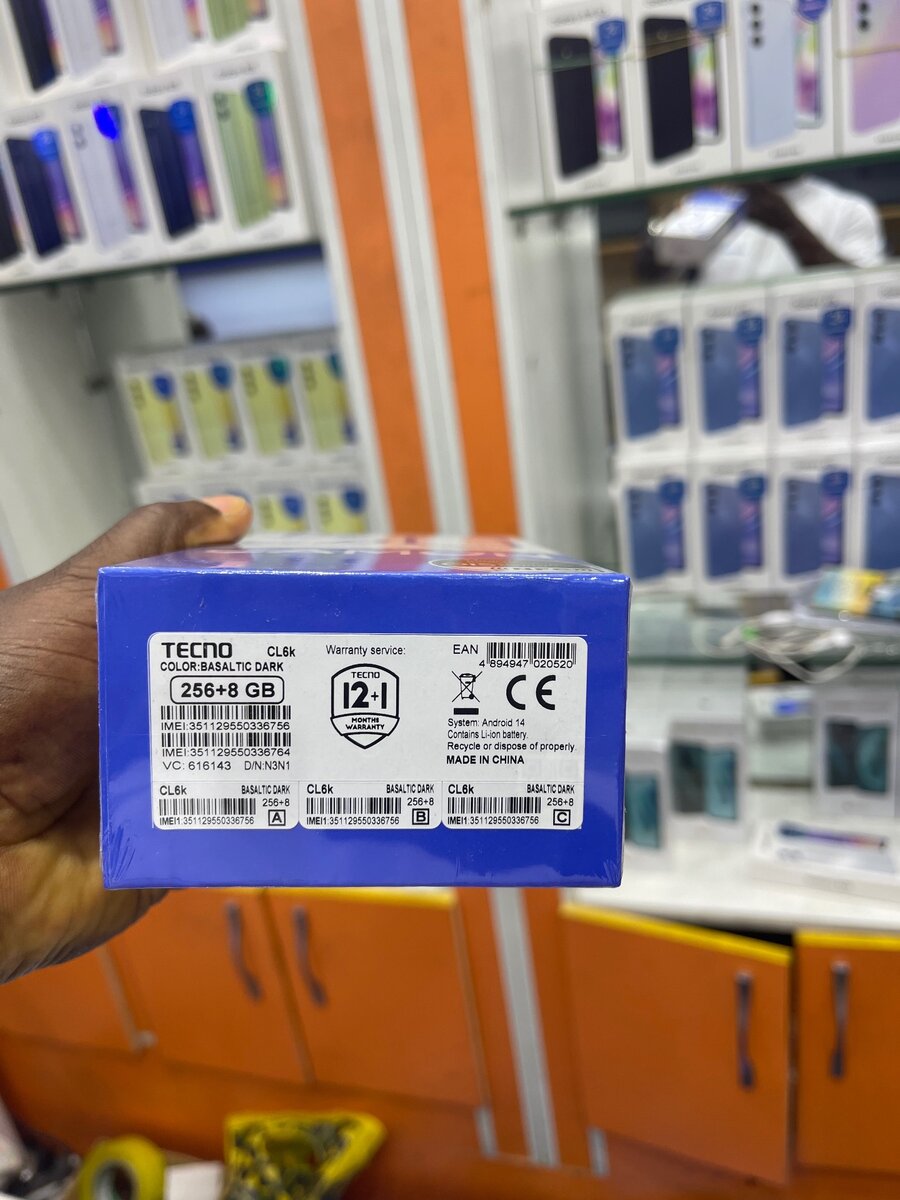 TECNO CL6k
COLOR:BASALTIC DARK
256+8 GB
IMEI:351129550336756
IMEI:351129550336764
VC: 616143 D/N:N3N1
Warranty service:
TECNO
12+1
MONTHS
WARRANTY
EAN
4 894947 020520
CE
System: Android 14
Contains Li-ion battery.
Recycle or dispose of properly.
MADE IN CHINA
CL6k BASALTIC DARK
256+8
IMEI1:351129550336756 A
CL6k BASALTIC DARK
256+8
IMEI1:351129550336756 B
CL6k BASALTIC DARK
256+8
IMEI1:351129550336756 C